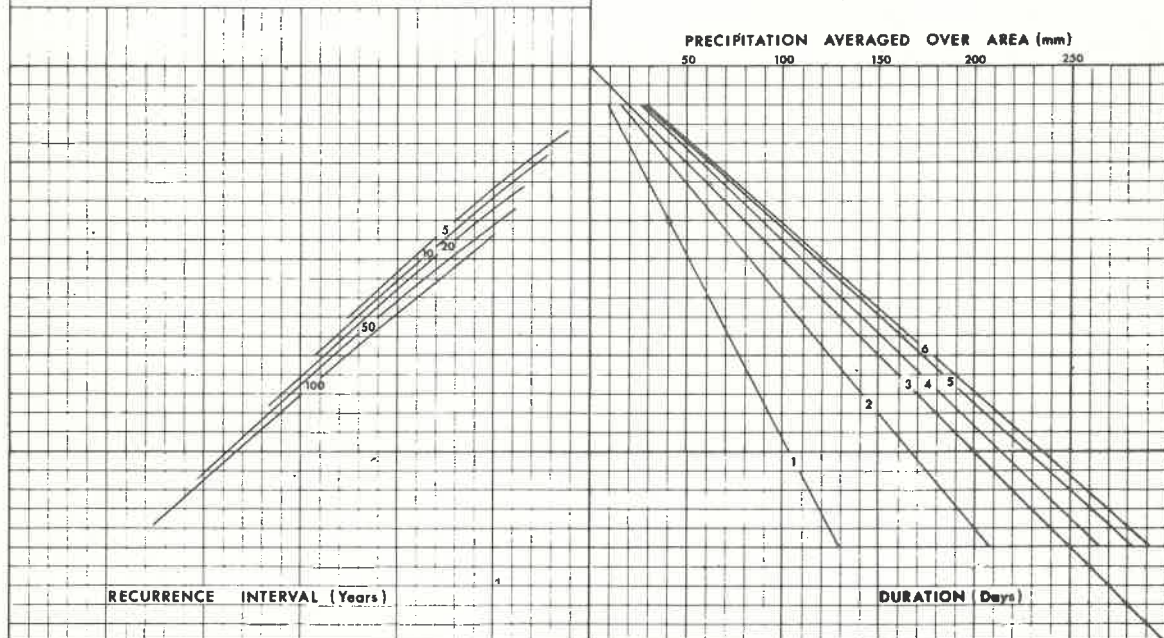 PRECIPITATION AVERAGED OVER AREA (mm)
50 100 150 200 250
5
10 20
50
100
6
3 4 5
2
1
RECURRENCE INTERVAL (Years)
DURATION (Days)